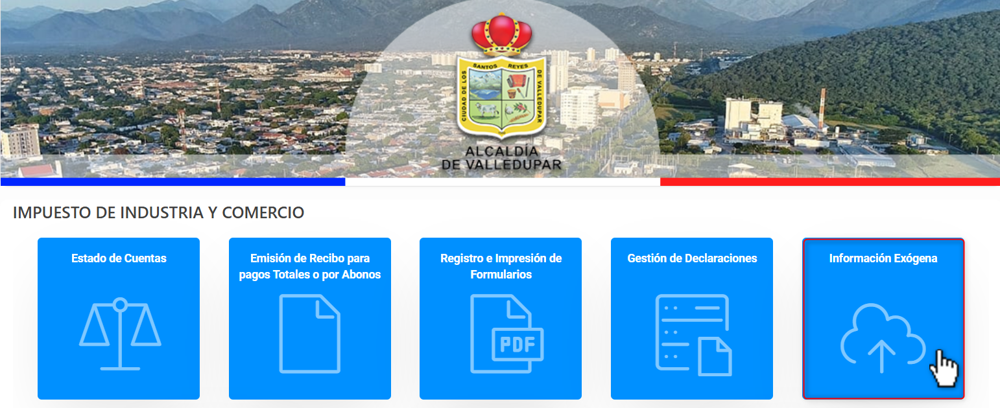 SANTOS REYES
CIUDAD DE LOS
DE VALLEDUPAR
ALCALDÍA
DE VALLEDUPAR
IMPUESTO DE INDUSTRIA Y COMERCIO
Estado de Cuentas
Emisión de Recibo para
pagos Totales o por Abonos
Registro e Impresión de
Formularios
PDF
Gestión de Declaraciones
Información Exógena